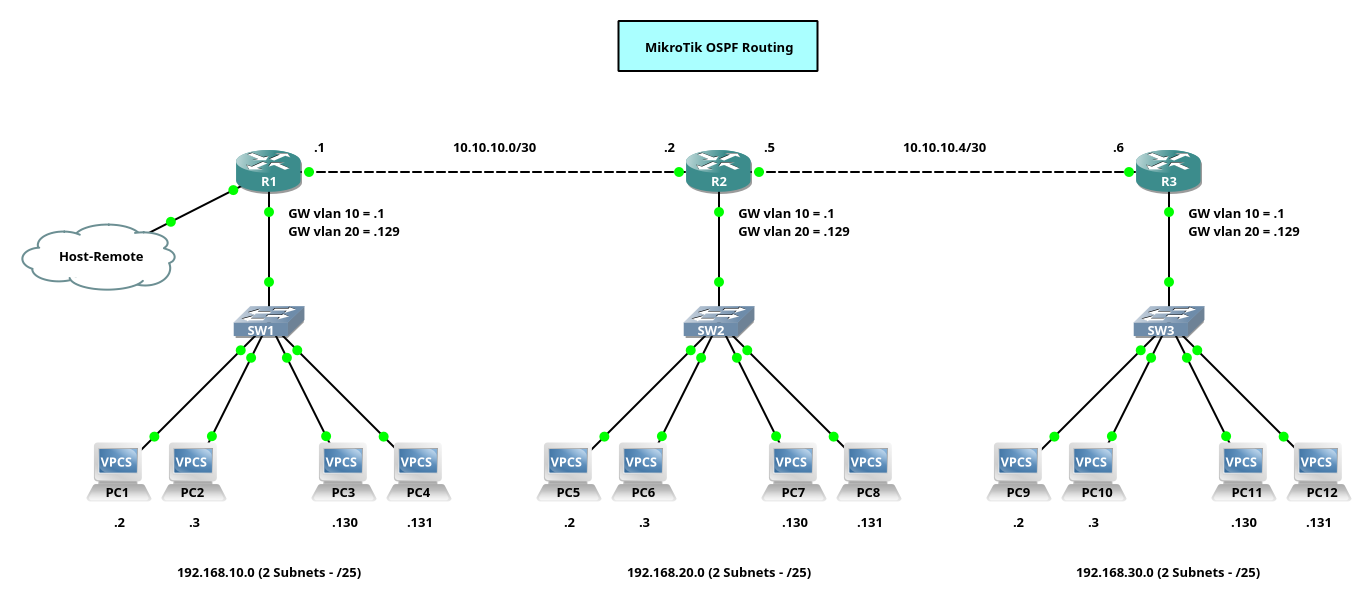 MikroTik OSPF Routing
.1
10.10.10.0/30
.2
.5
10.10.10.4/30
.6
R1
R2
R3
GW vlan 10 = .1
GW vlan 20 = .129
GW vlan 10 = .1
GW vlan 20 = .129
GW vlan 10 = .1
GW vlan 20 = .129
Host-Remote
SW1
SW2
SW3
VPCS
VPCS
VPCS
VPCS
VPCS
VPCS
VPCS
VPCS
VPCS
VPCS
VPCS
VPCS
PC1
PC2
PC3
PC4
PC5
PC6
PC7
PC8
PC9
PC10
PC11
PC12
.2
.3
.130
.131
.2
.3
.130
.131
.2
.3
.130
.131
192.168.10.0 (2 Subnets - /25)
192.168.20.0 (2 Subnets - /25)
192.168.30.0 (2 Subnets - /25)